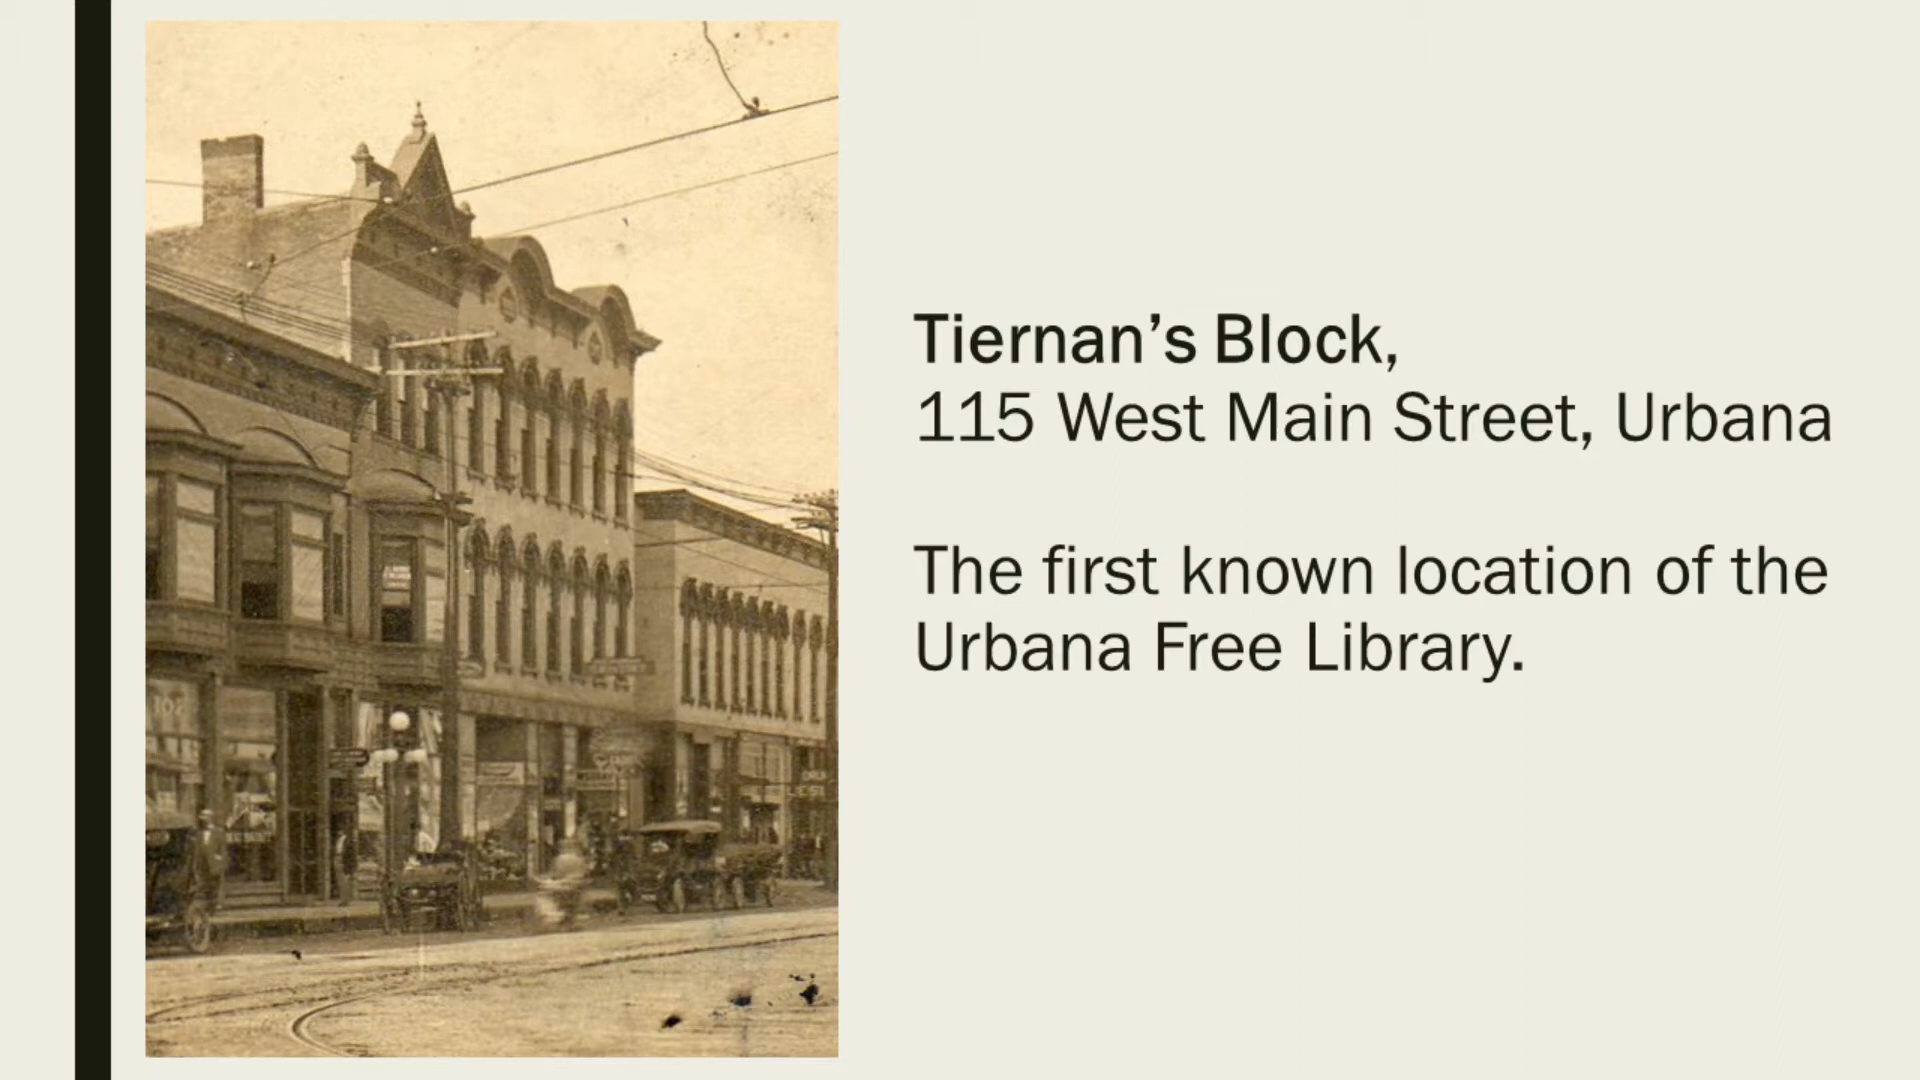 Tiernan's Block,
115 West Main Street, Urbana
The first known location of the
Urbana Free Library.